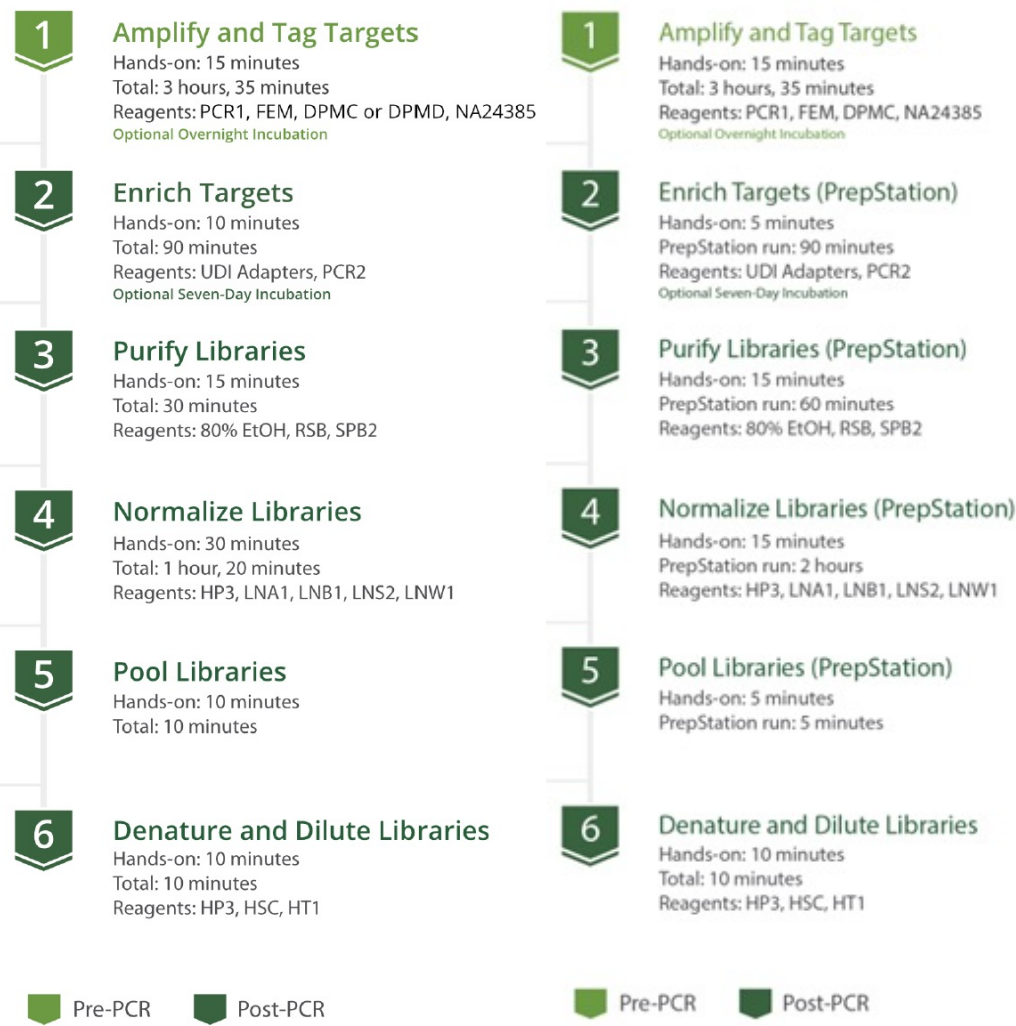 1
Amplify and Tag Targets
Hands-on: 15 minutes
Total: 3 hours, 35 minutes
Reagents: PCR1, FEM, DPMC or DPMD, NA24385
Optional Overnight Incubation
2
Enrich Targets
Hands-on: 10 minutes
Total: 90 minutes
Reagents: UDI Adapters, PCR2
Optional Seven-Day Incubation
3
Purify Libraries
Hands-on: 15 minutes
Total: 30 minutes
Reagents: 80% EtOH, RSB, SPB2
4
Normalize Libraries
Hands-on: 30 minutes
Total: 1 hour, 20 minutes
Reagents: HP3, LNA1, LNB1, LNS2, LNW1
5
Pool Libraries
Hands-on: 10 minutes
Total: 10 minutes
6
Denature and Dilute Libraries
Hands-on: 10 minutes
Total: 10 minutes
Reagents: HP3, HSC, HT1
Pre-PCR Post-PCR
1
Amplify and Tag Targets
Hands-on: 15 minutes
Total: 3 hours, 35 minutes
Reagents: PCR1, FEM, DPMC, NA24385
Optional Overnight Incubation
2
Enrich Targets (PrepStation)
Hands-on: 5 minutes
PrepStation run: 90 minutes
Reagents: UDI Adapters, PCR2
Optional Seven-Day Incubation
3
Purify Libraries (PrepStation)
Hands-on: 15 minutes
PrepStation run: 60 minutes
Reagents: 80% EtOH, RSB, SPB2
4
Normalize Libraries (PrepStation)
Hands-on: 15 minutes
PrepStation run: 2 hours
Reagents: HP3, LNA1, LNB1, LNS2, LNW1
5
Pool Libraries (PrepStation)
Hands-on: 5 minutes
PrepStation run: 5 minutes
6
Denature and Dilute Libraries
Hands-on: 10 minutes
Total: 10 minutes
Reagents: HP3, HSC, HT1
Pre-PCR Post-PCR